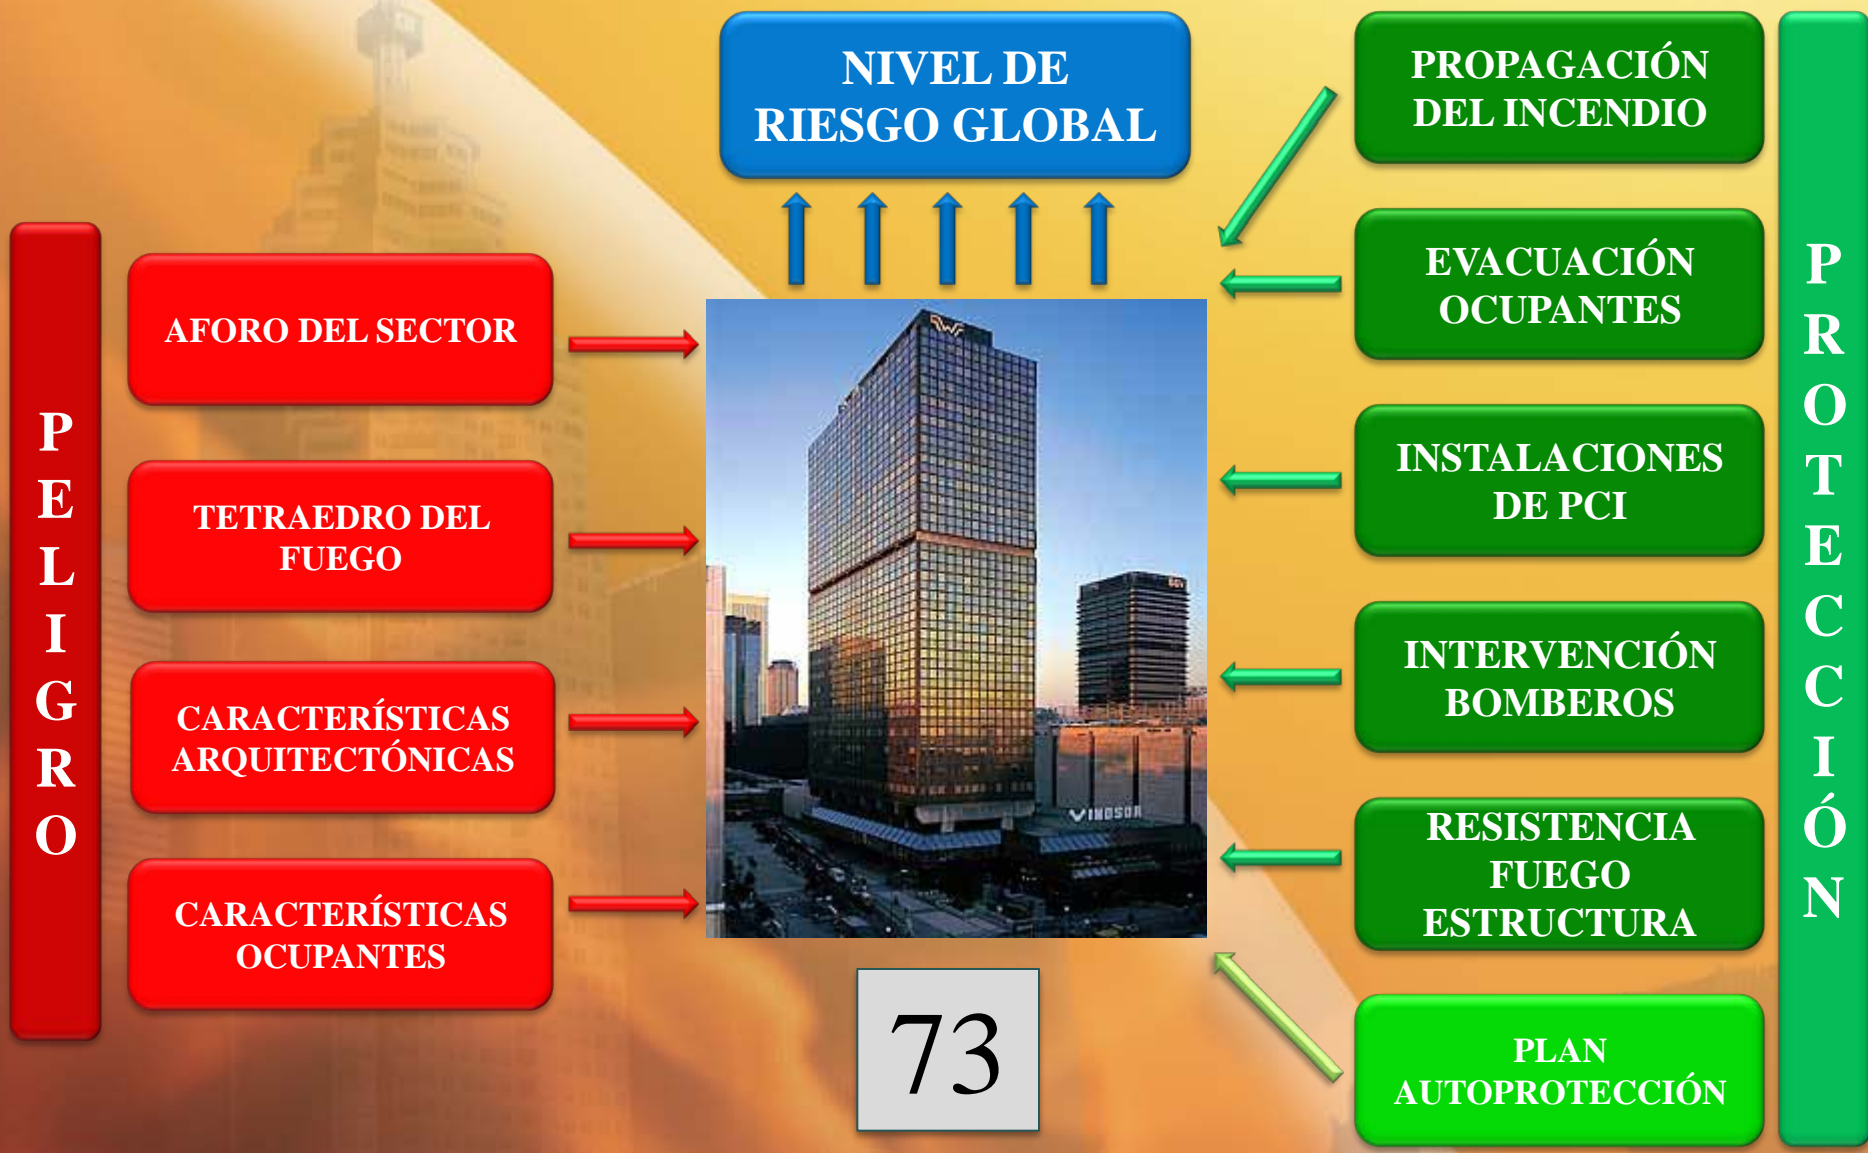 NIVEL DE
RIESGO GLOBAL
PELIGRO
AFORO DEL SECTOR
TETRAEDRO DEL
FUEGO
CARACTERÍSTICAS
ARQUITECTÓNICAS
CARACTERÍSTICAS
OCUPANTES
WINDSOR
73
PROPAGACIÓN
DEL INCENDIO
EVACUACIÓN
OCUPANTES
INSTALACIONES
DE PCI
INTERVENCIÓN
BOMBEROS
RESISTENCIA
FUEGO
ESTRUCTURA
PLAN
AUTOPROTECCIÓN
PROTECCIÓN